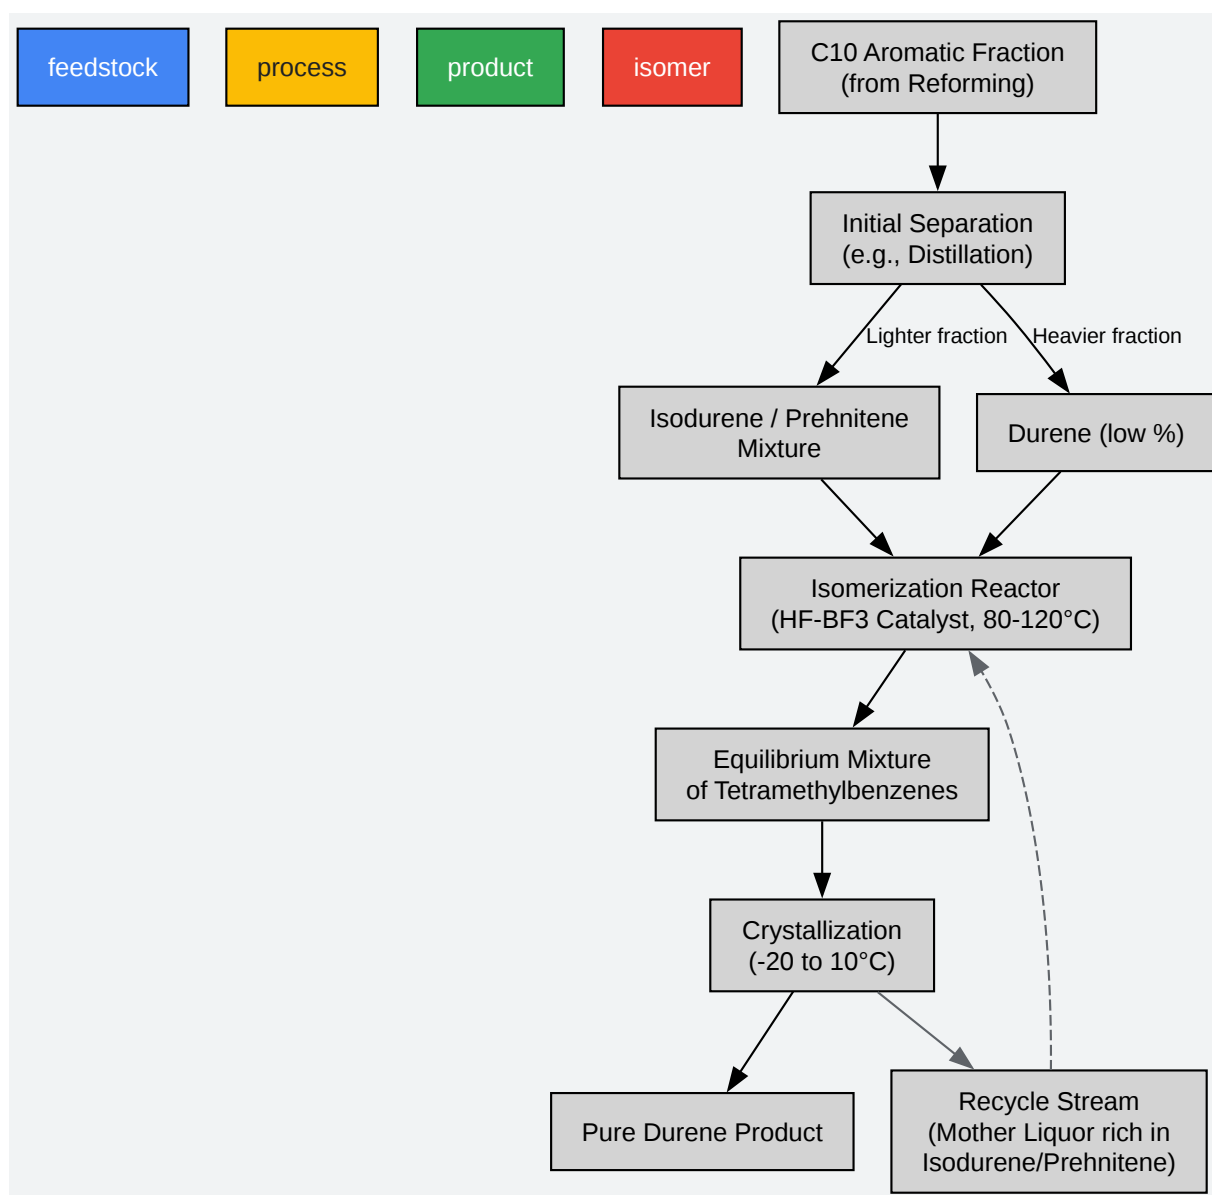 feedstock
process
product
isomer
C10 Aromatic Fraction
(from Reforming)
Initial Separation
(e.g., Distillation)
Lighter fraction
Heavier fraction
Isodurene / Prehnitene
Mixture
Durene (low %)
Isomerization Reactor
(HF-BF3 Catalyst, 80-120°C)
Equilibrium Mixture
of Tetramethylbenzenes
Crystallization
(-20 to 10°C)
Pure Durene Product
Recycle Stream
(Mother Liquor rich in
Isodurene/Prehnitene)